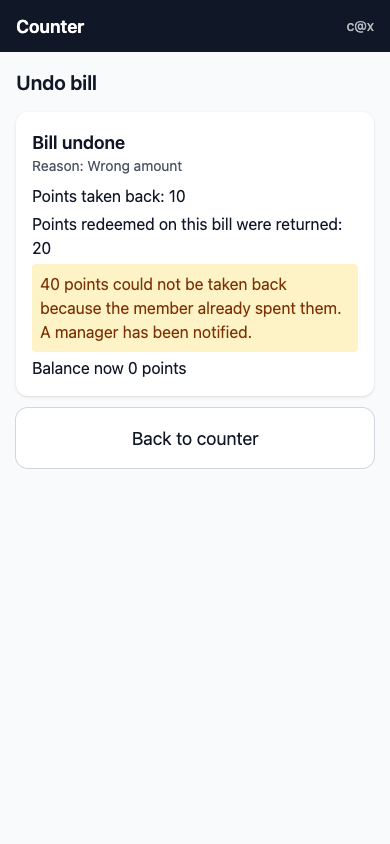 Counter
c@x
Undo bill
Bill undone
Reason: Wrong amount
Points taken back: 10
Points redeemed on this bill were returned:
20
40 points could not be taken back
because the member already spent them.
A manager has been notified.
Balance now 0 points
Back to counter